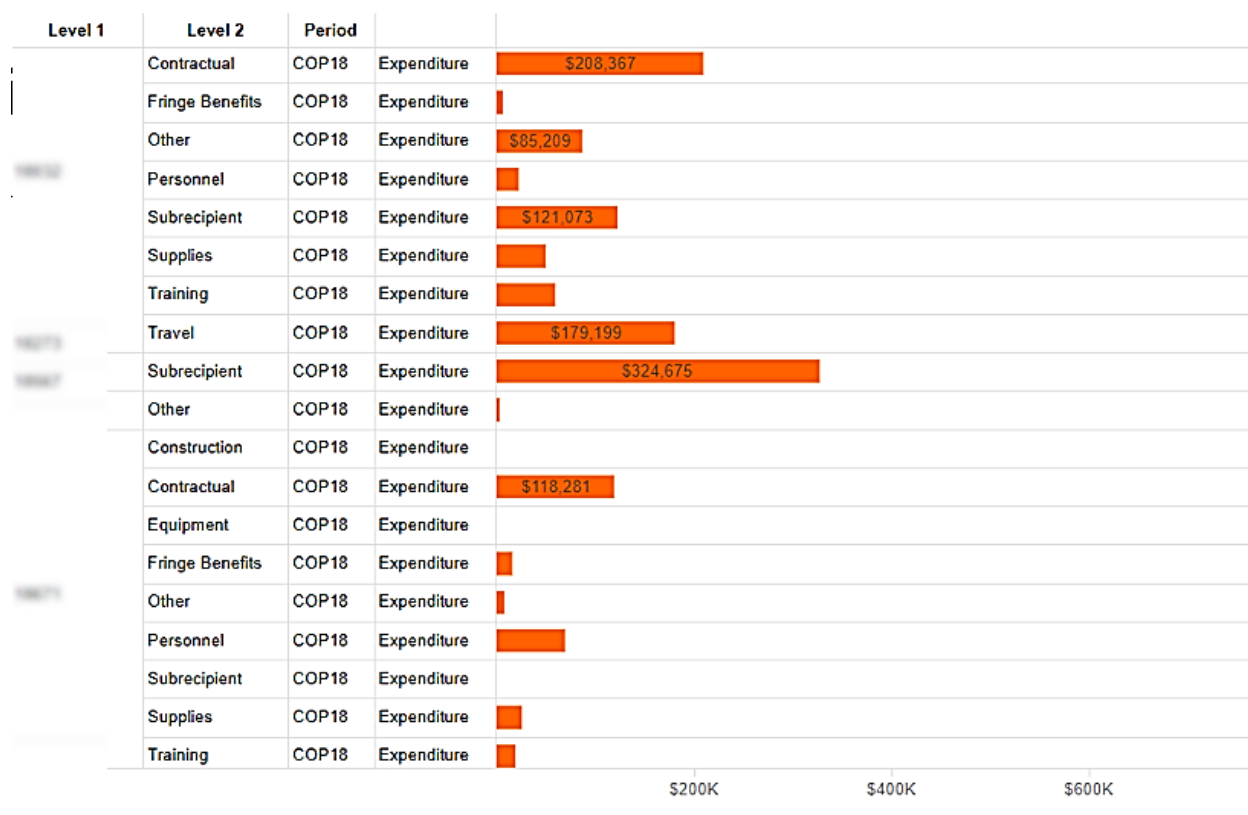 Level 1 Level 2 Period
Contractual COP18 Expenditure $208,367
Fringe Benefits COP18 Expenditure
Other COP18 Expenditure $85,209
Personnel COP18 Expenditure
Subrecipient COP18 Expenditure $121,073
Supplies COP18 Expenditure
Training COP18 Expenditure
Travel COP18 Expenditure $179,199
Subrecipient COP18 Expenditure $324,675
Other COP18 Expenditure
Construction COP18 Expenditure
Contractual COP18 Expenditure $118,281
Equipment COP18 Expenditure
Fringe Benefits COP18 Expenditure
Other COP18 Expenditure
Personnel COP18 Expenditure
Subrecipient COP18 Expenditure
Supplies COP18 Expenditure
Training COP18 Expenditure
$200K $400K $600K